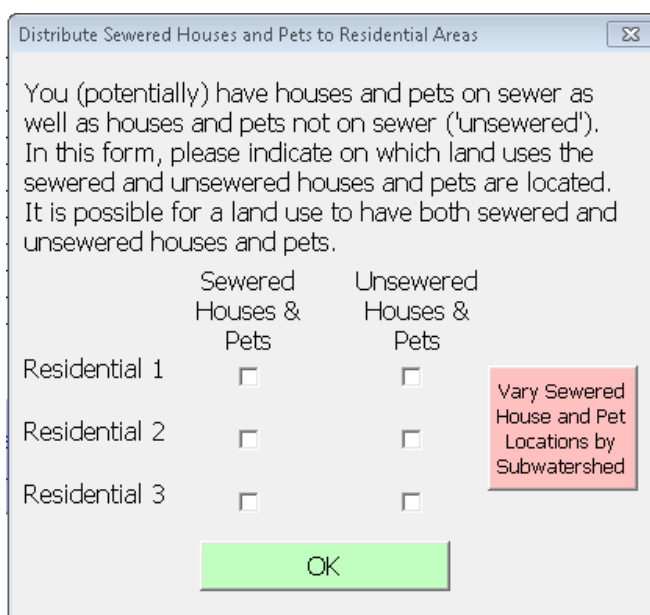 Distribute Sewered Houses and Pets to Residential Areas
You (potentially) have houses and pets on sewer as
well as houses and pets not on sewer ('unsewered').
In this form, please indicate on which land uses the
sewered and unsewered houses and pets are located.
It is possible for a land use to have both sewered and
unsewered houses and pets.
Sewered
Houses &
Pets
Unsewered
Houses &
Pets
Residential 1
Residential 2
Residential 3
Vary Sewered
House and Pet
Locations by
Subwatershed
OK